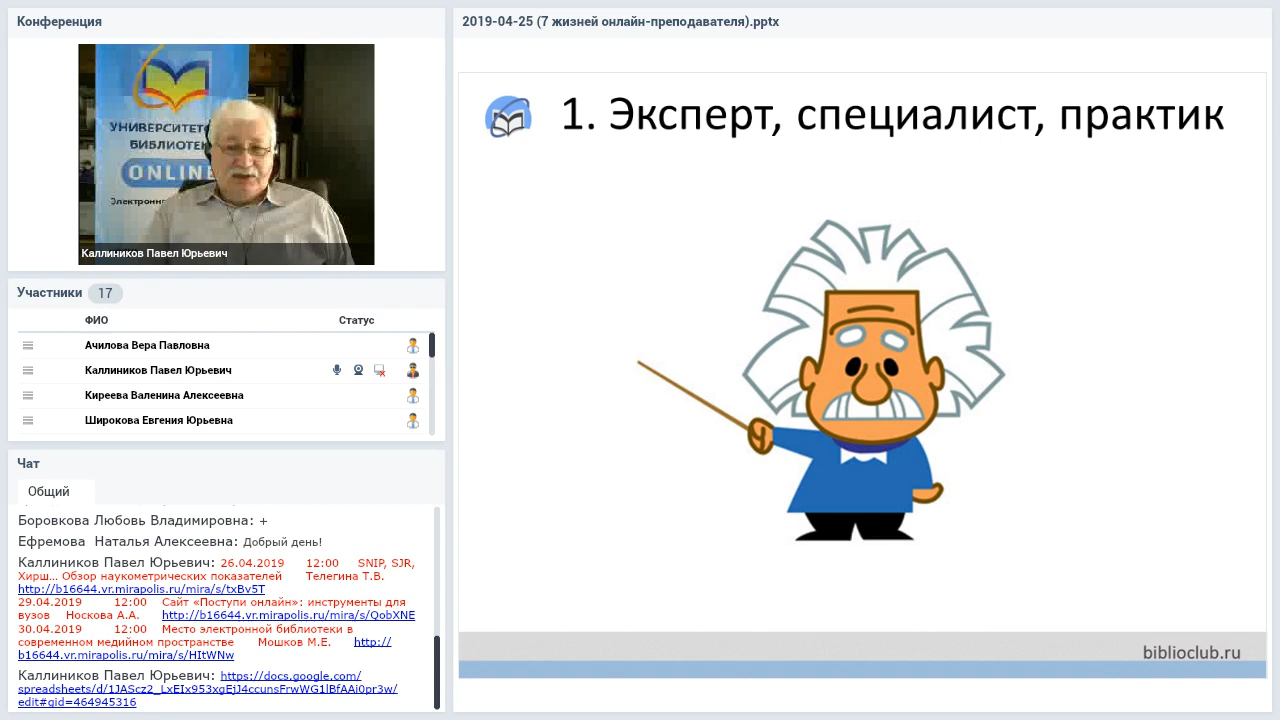 Конференция
УНИВЕРСИТЕТ
БИБЛИОТЕК
ONLINE
Каллиников Павел Юрьевич
Участники 17
ФИО Статус
Ачилова Вера Павловна
Каллиников Павел Юрьевич
Киреева Валенина Алексеевна
Широкова Евгения Юрьевна
Чат
Общий
Боровкова Любовь Владимировна: +
Ефремова Наталья Алексеевна: Добрый день!
Каллиников Павел Юрьевич: 26.04.2019 12:00 SNIP, SJR,
Хирш... Обзор наукометрических показателей Телегина Т.В.
http://b16644.vr.mirapolis.ru/mira/s/txBv5T
29.04.2019 12:00 Сайт «Поступи онлайн»: инструменты для
вузов Носкова А.А. http://b16644.vr.mirapolis.ru/mira/s/QobXNE
30.04.2019 12:00 Место электронной библиотеки в
современном медийном пространстве Мошков М.Е. http://
b16644.vr.mirapolis.ru/mira/s/HItWNw
Каллиников Павел Юрьевич: https://docs.google.com/
spreadsheets/d/1JAScz2_LxEIx953xgEjJ4ccunsFrwWG1lBfAAi0pr3w/
edit#gid=464945316
2019-04-25 (7 жизней онлайн-преподавателя).pptx
1. Эксперт, специалист, практик
biblioclub.ru